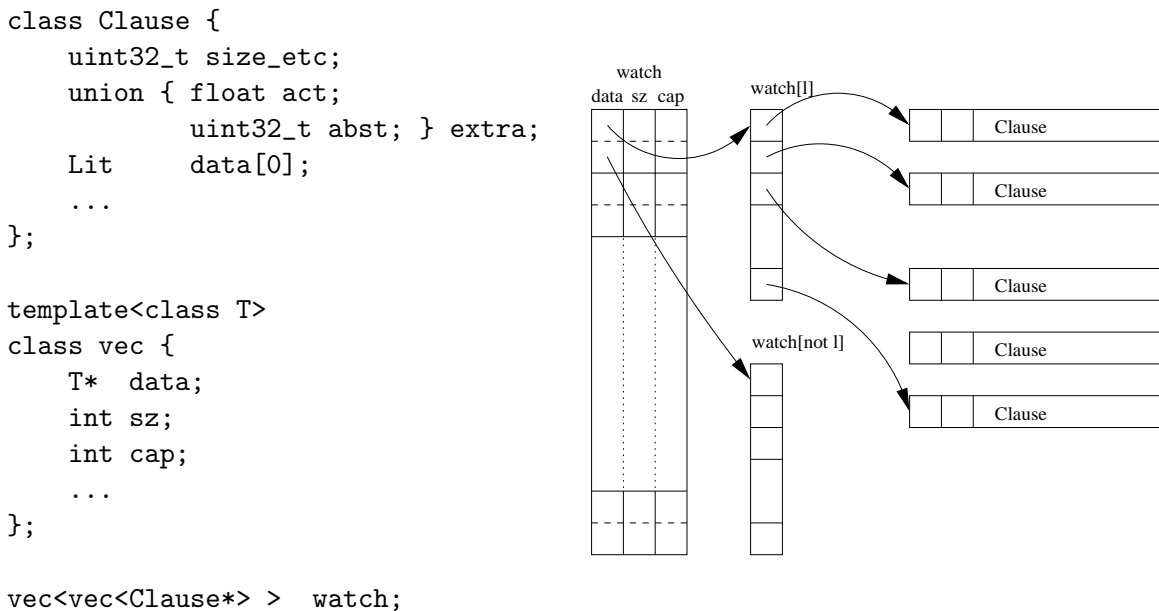 class Clause {
    uint32_t size_etc;
    union { float act;
            uint32_t abst; } extra;
    Lit     data[0];
    ...
};

template<class T>
class vec {
    T*  data;
    int sz;
    int cap;
    ...
};

vec<vec<Clause*> >  watch;
watch
data sz cap
watch[l]
Clause
Clause
Clause
watch[not l]
Clause
Clause